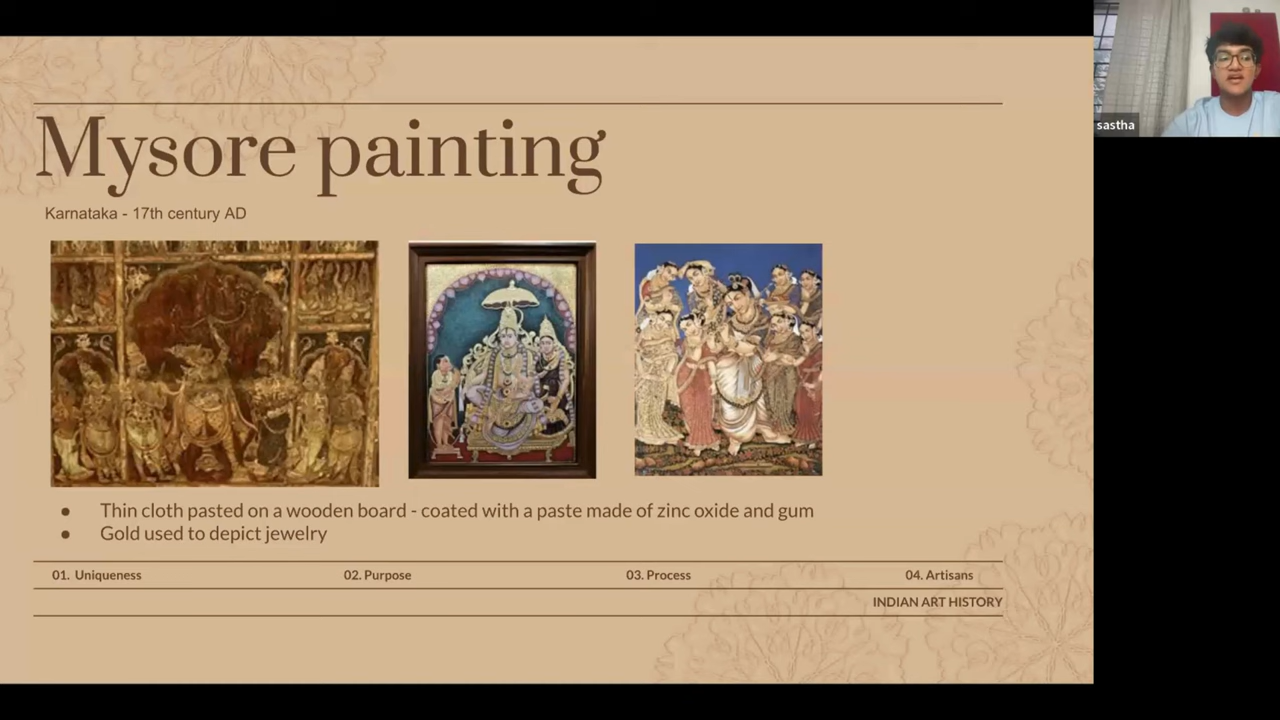 Mysore painting
sastha
Karnataka - 17th century AD
● Thin cloth pasted on a wooden board - coated with a paste made of zinc oxide and gum
● Gold used to depict jewelry
01. Uniqueness 02. Purpose 03. Process 04. Artisans
INDIAN ART HISTORY